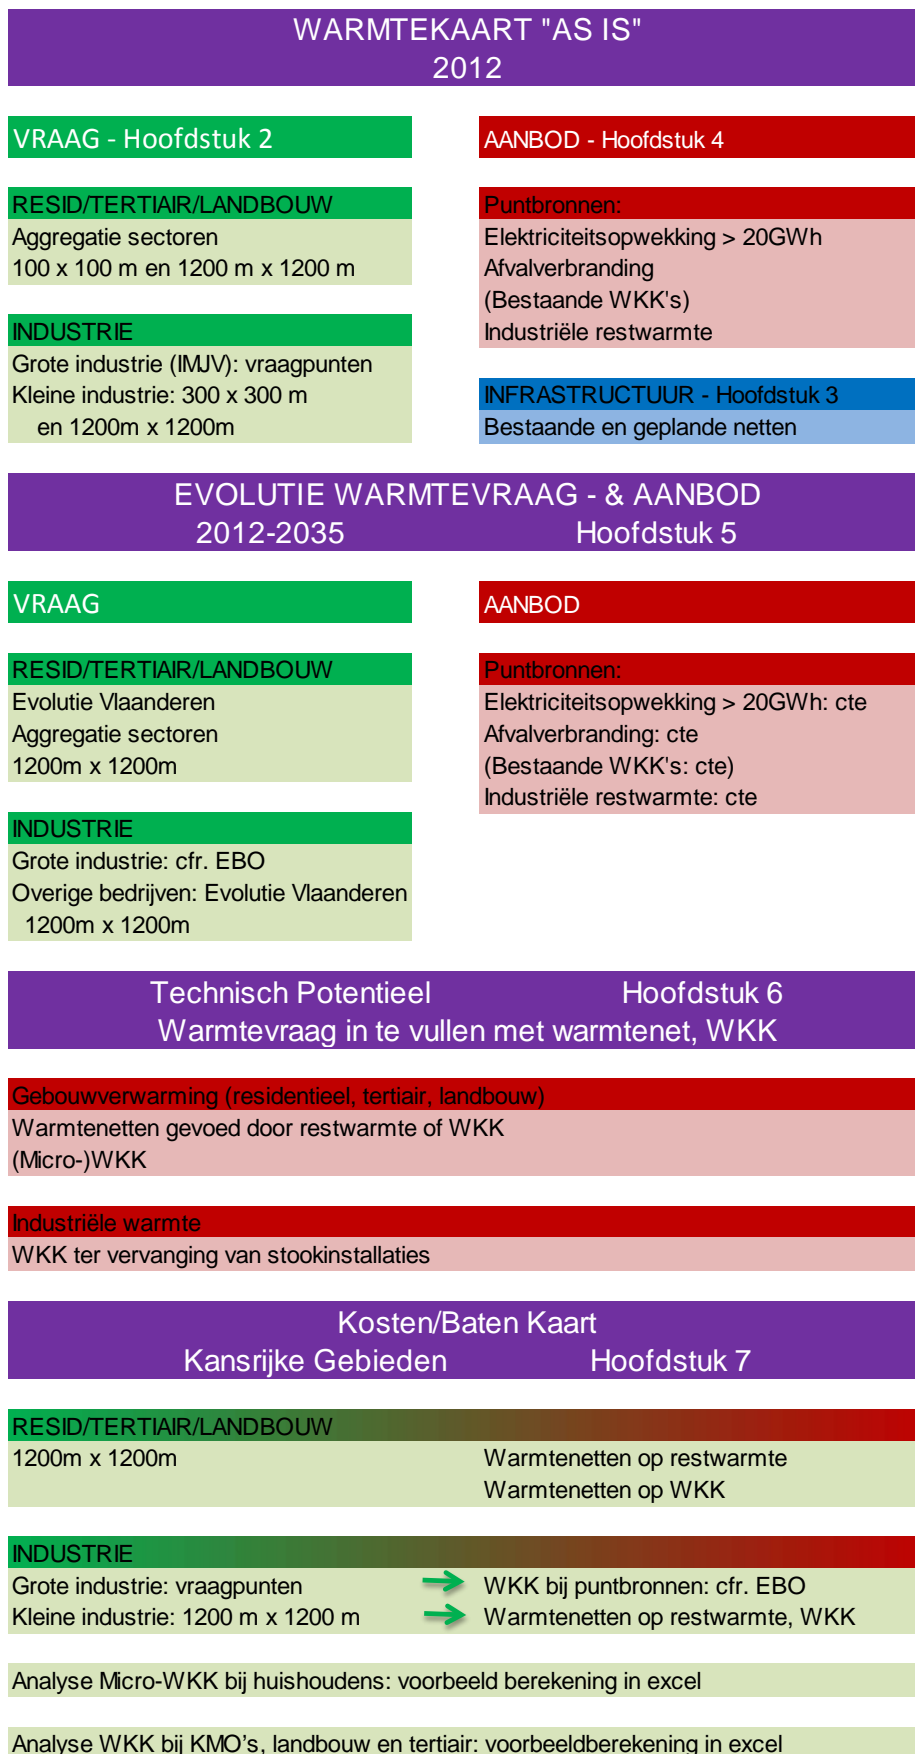 WARMTEKAART "AS IS"
2012
VRAAG - Hoofdstuk 2
RESID/TERTIAIR/LANDBOUW
Aggregatie sectoren
100 x 100 m en 1200 m x 1200 m
INDUSTRIE
Grote industrie (IMJV): vraagpunten
Kleine industrie: 300 x 300 m
en 1200m x 1200m
AANBOD - Hoofdstuk 4
Puntbronnen:
Elektriciteitsopwekking > 20GWh
Afvalverbranding
(Bestaande WKK's)
Industriële restwarmte
INFRASTRUCTUUR - Hoofdstuk 3
Bestaande en geplande netten
EVOLUTIE WARMTEVRAAG - & AANBOD
2012-2035 Hoofdstuk 5
VRAAG
RESID/TERTIAIR/LANDBOUW
Evolutie Vlaanderen
Aggregatie sectoren
1200m x 1200m
INDUSTRIE
Grote industrie: cfr. EBO
Overige bedrijven: Evolutie Vlaanderen
1200m x 1200m
AANBOD
Puntbronnen:
Elektriciteitsopwekking > 20GWh: cte
Afvalverbranding: cte
(Bestaande WKK's: cte)
Industriële restwarmte: cte
Technisch Potentieel Hoofdstuk 6
Warmtevraag in te vullen met warmtenet, WKK
Gebouwverwarming (residentieel, tertiair, landbouw)
Warmtenetten gevoed door restwarmte of WKK
(Micro-)WKK
Industriële warmte
WKK ter vervanging van stookinstallaties
Kosten/Baten Kaart
Kansrijke Gebieden Hoofdstuk 7
RESID/TERTIAIR/LANDBOUW
1200m x 1200m Warmtenetten op restwarmte
Warmtenetten op WKK
INDUSTRIE
Grote industrie: vraagpunten → WKK bij puntbronnen: cfr. EBO
Kleine industrie: 1200 m x 1200 m → Warmtenetten op restwarmte, WKK
Analyse Micro-WKK bij huishoudens: voorbeeld berekening in excel
Analyse WKK bij KMO's, landbouw en tertiair: voorbeeldberekening in excel